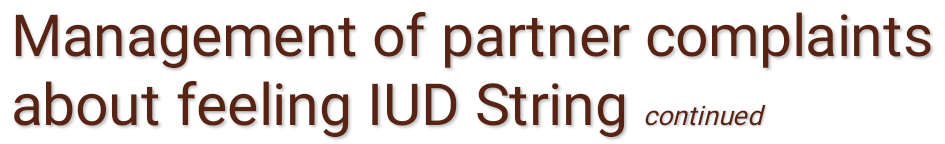 Management of partner complaints
about feeling IUD String continued